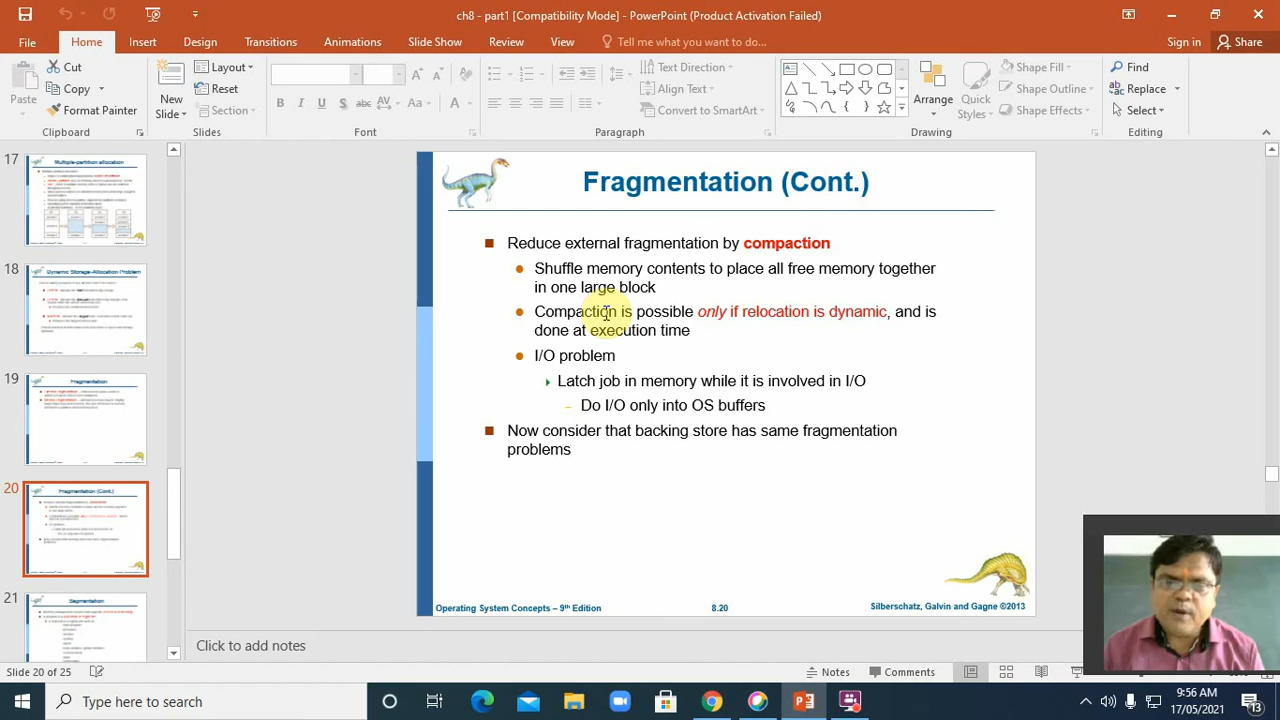 ch8 - part1 [Compatibility Mode] - PowerPoint (Product Activation Failed)
File Home Insert Design Transitions Animations Slide Show Review View Tell me what you want to do... Sign in Share
Cut
Copy
Format Painter
Paste
Clipboard
New
Slide
Layout
Reset
Slides
B I U S abc AV Aa A
Font
Text Direction
Align Text
Convert to SmartArt
Paragraph
Arrange
Quick
Styles
Shape Fill
Shape Outline
Shape Effects
Drawing
Find
Replace
Select
Editing
17
Multiple-partition allocation
18
Dynamic Storage-Allocation Problem
19
Fragmentation
20
Fragmentation (Cont.)
21
Segmentation
Fragmentation (Cont.)
Reduce external fragmentation by compaction
Shuffle memory contents to place all free memory together
in one large block
Compaction is possible only if relocation is dynamic, and is
done at execution time
I/O problem
Latch job in memory while it is involved in I/O
Do I/O only into OS buffers
Now consider that backing store has same fragmentation
problems
Operating System Concepts – 9th Edition
8.20
Silberschatz, Galvin and Gagne ©2013
Click to add notes
Slide 20 of 25
Notes
Comments
Type here to search
9:56 AM
17/05/2021
13